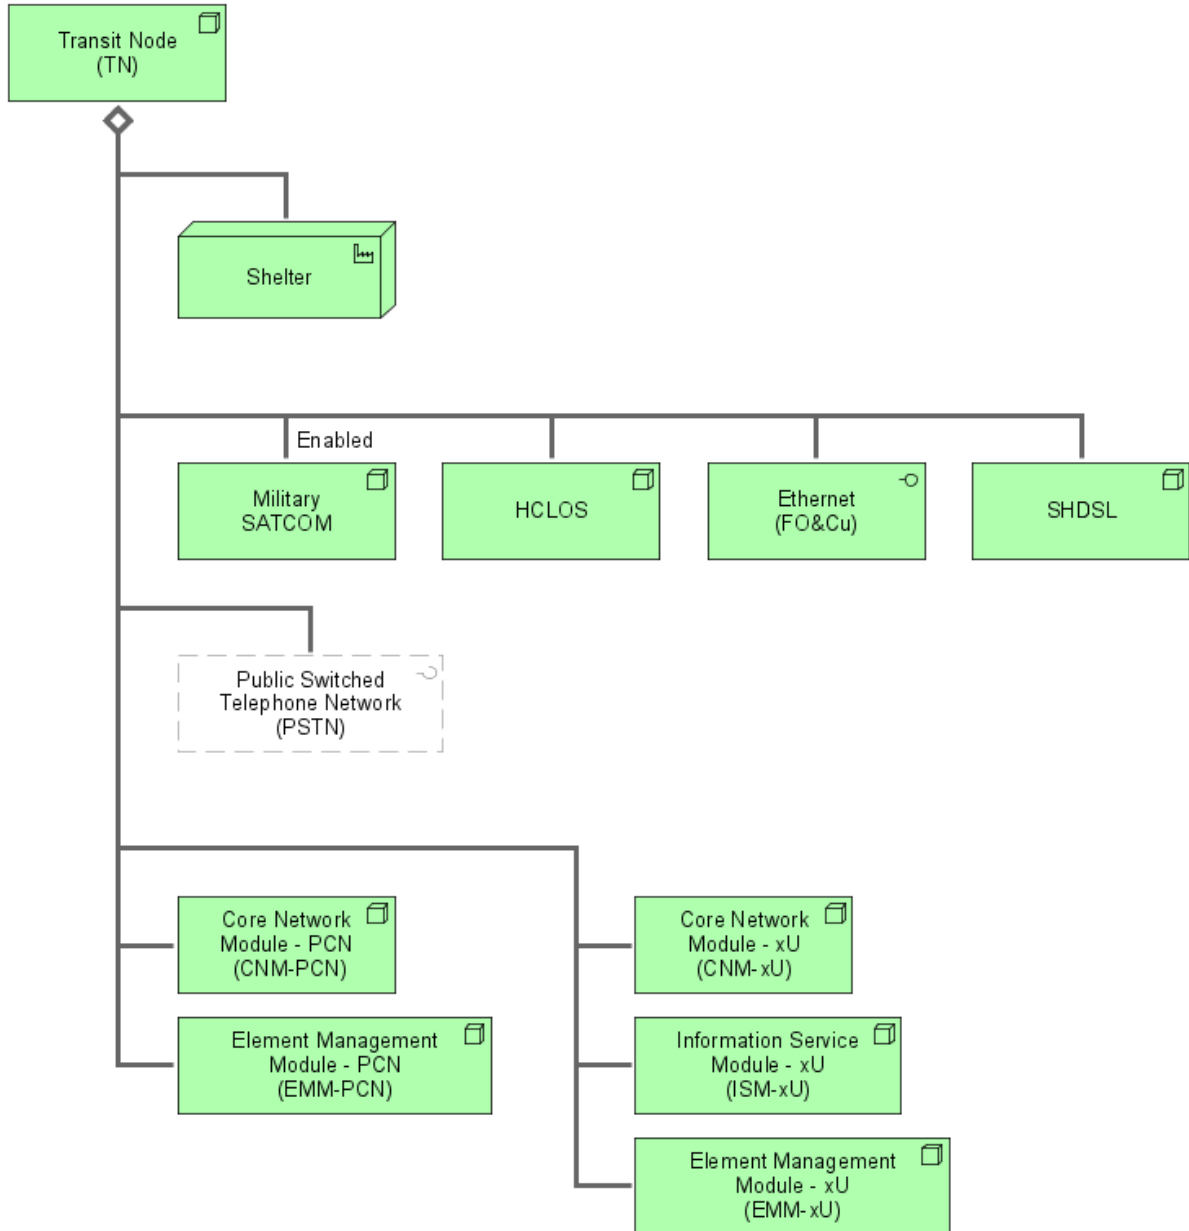 Transit Node
(TN)
Shelter
Enabled
Military
SATCOM
HCLOS
Ethernet
(FO&Cu)
SHDSL
Public Switched
Telephone Network
(PSTN)
Core Network
Module - PCN
(CNM-PCN)
Core Network
Module - xU
(CNM-xU)
Element Management
Module - PCN
(EMM-PCN)
Information Service
Module - xU
(ISM-xU)
Element Management
Module - xU
(EMM-xU)